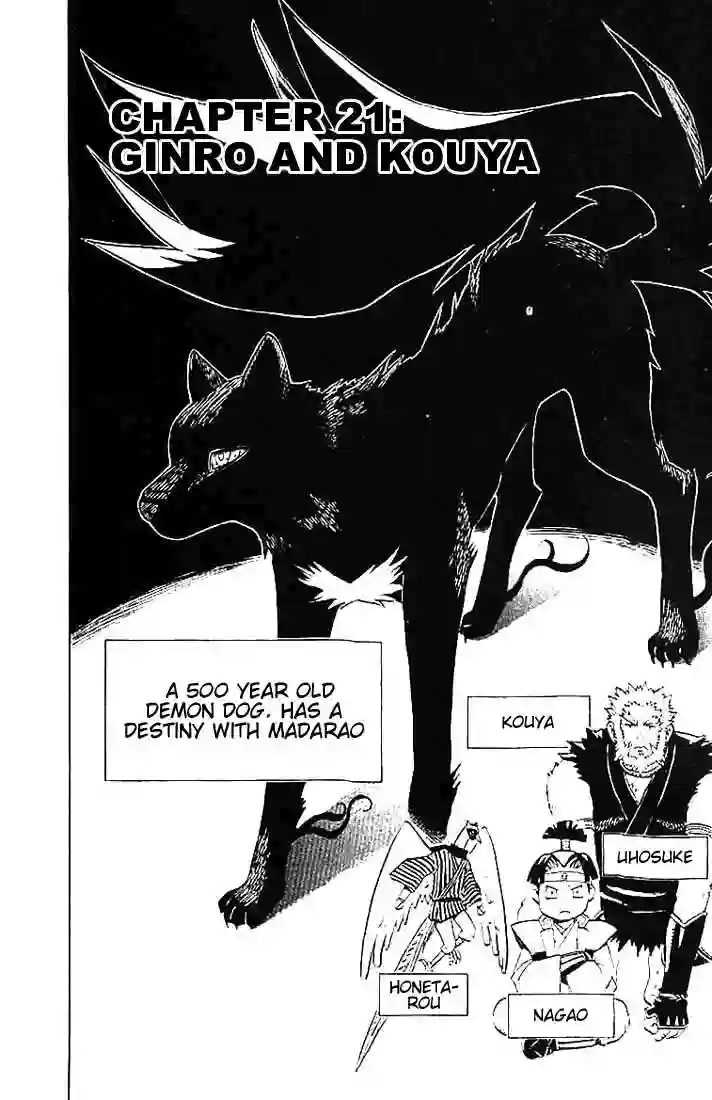 CHAPTER 21:
GINRO AND KOUYA
A 500 YEAR OLD
DEMON DOG. HAS A
DESTINY WITH MADARAO
KOUYA
UHOSUKE
HONETA-
ROU
NAGAO